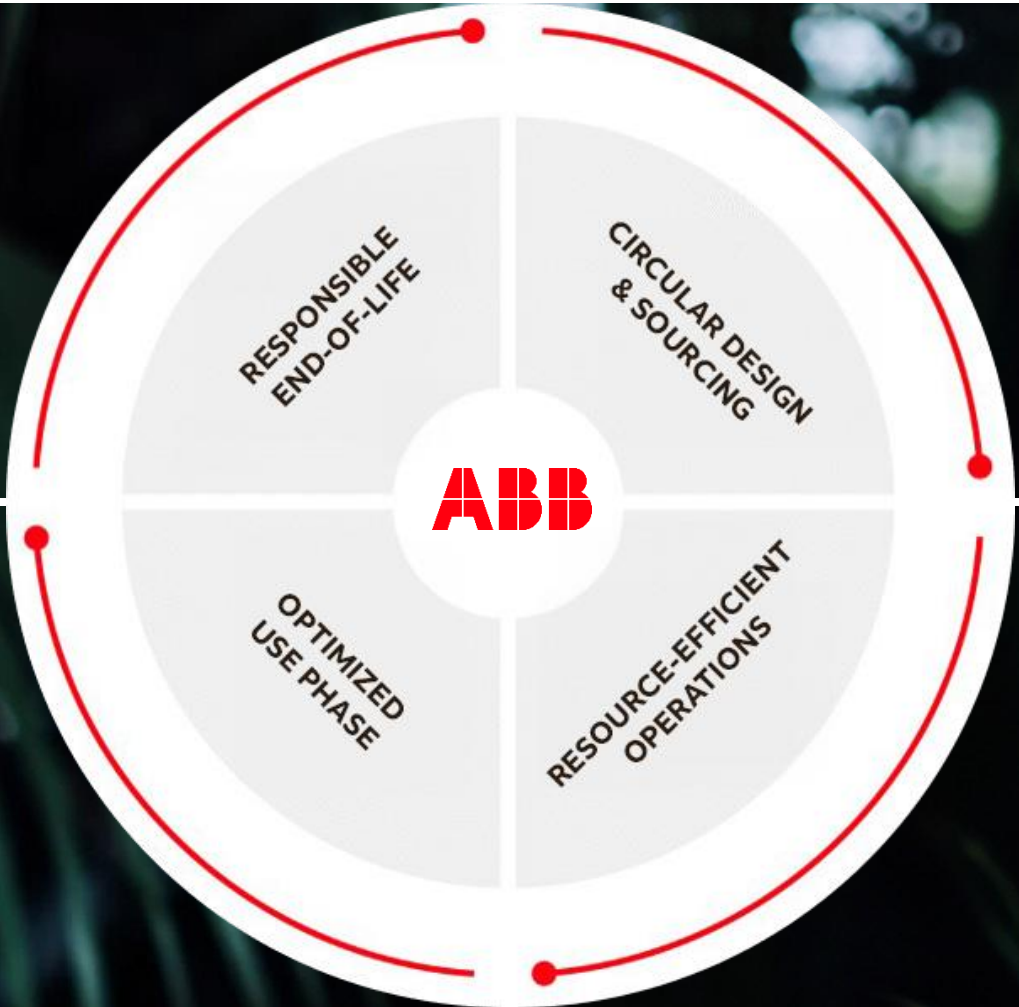 RESPONSIBLE
END-OF-LIFE
CIRCULAR DESIGN
& SOURCING
ABB
OPTIMIZED
USE PHASE
RESOURCE-EFFICIENT
OPERATIONS